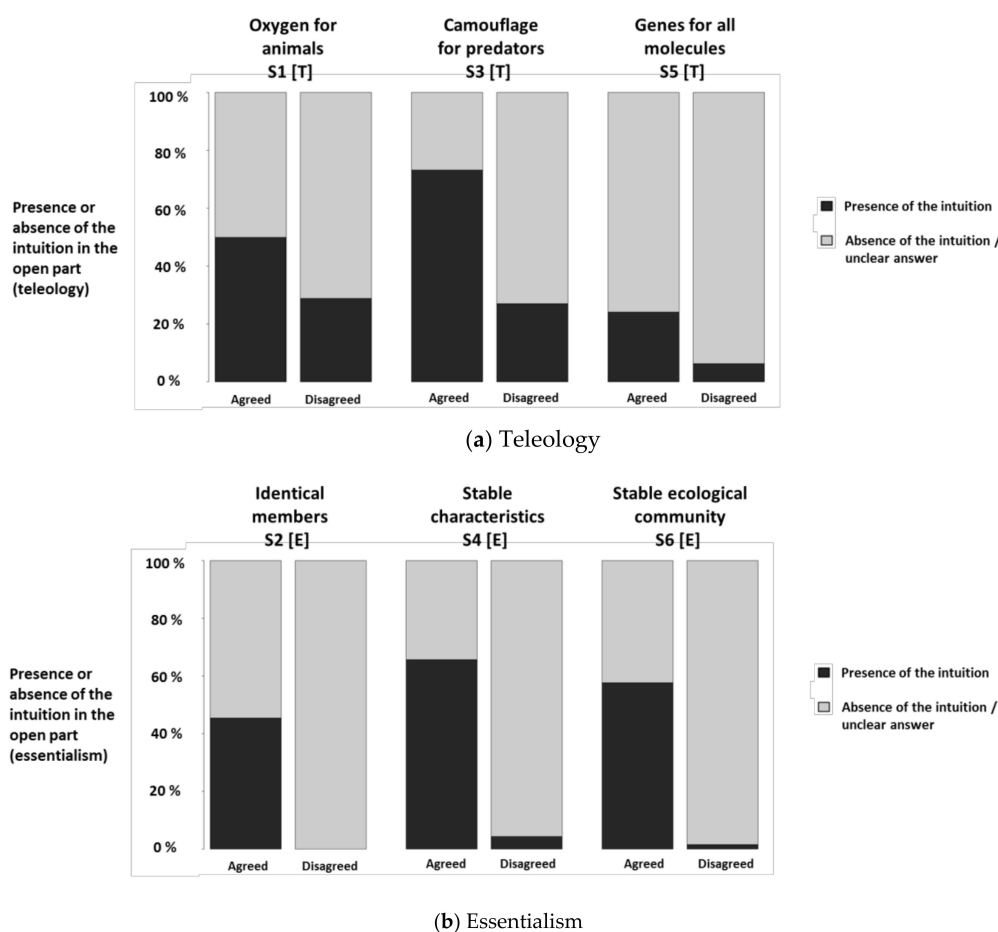 Oxygen for
animals
S1 [T]
Camouflage
for predators
S3 [T]
Genes for all
molecules
S5 [T]
100 %
80 %
60 %
40 %
20 %
0 %
Presence or
absence of the
intuition in the
open part
(teleology)
Agreed
Disagreed
Agreed
Disagreed
Agreed
Disagreed
Presence of the intuition
Absence of the intuition /
unclear answer
(a) Teleology
Identical
members
S2 [E]
Stable
characteristics
S4 [E]
Stable ecological
community
S6 [E]
100 %
80 %
60 %
40 %
20 %
0 %
Presence or
absence of the
intuition in the
open part
(essentialism)
Agreed
Disagreed
Agreed
Disagreed
Agreed
Disagreed
Presence of the intuition
Absence of the intuition /
unclear answer
(b) Essentialism